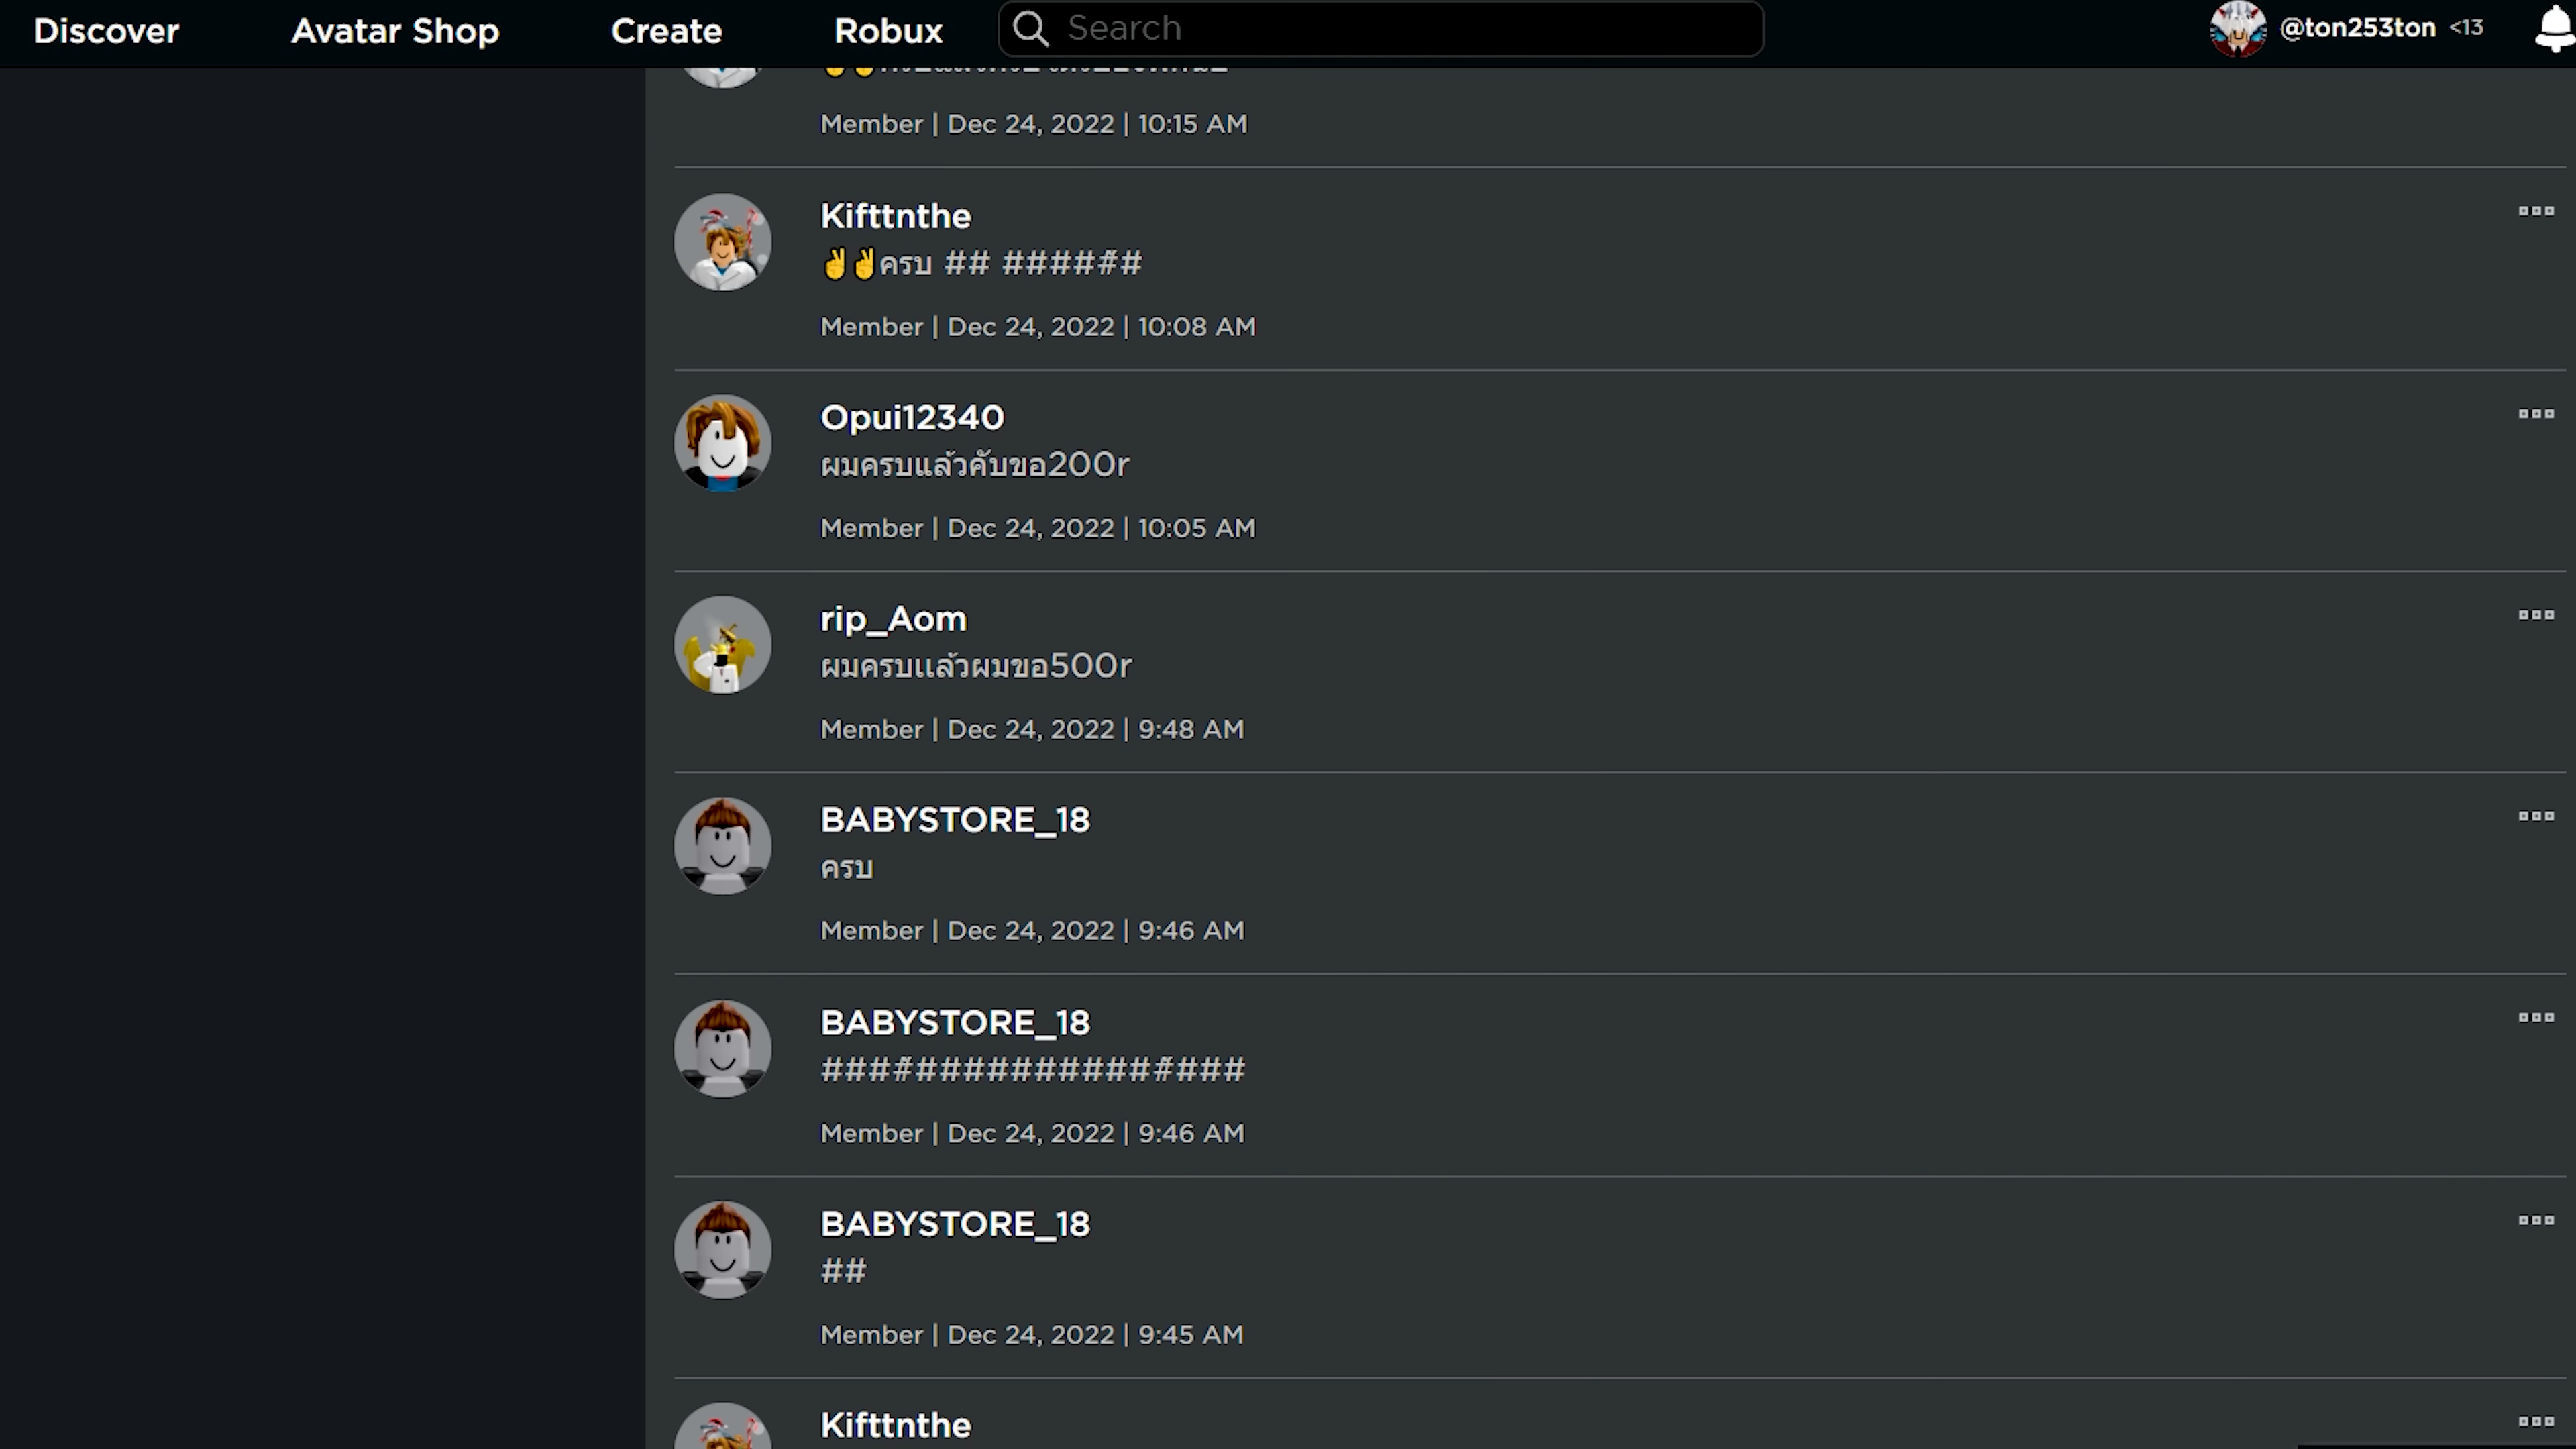 Discover Avatar Shop Create Robux Search @ton253ton <13
Member | Dec 24, 2022 | 10:15 AM
Kifttnthe
✌✌ครบ ## #######
Member | Dec 24, 2022 | 10:08 AM
Opui12340
ผมครบแล้วคับขอ200r
Member | Dec 24, 2022 | 10:05 AM
rip_Aom
ผมครบแล้วผมขอ500r
Member | Dec 24, 2022 | 9:48 AM
BABYSTORE_18
ครบ
Member | Dec 24, 2022 | 9:46 AM
BABYSTORE_18
##################
Member | Dec 24, 2022 | 9:46 AM
BABYSTORE_18
##
Member | Dec 24, 2022 | 9:45 AM
Kifttnthe